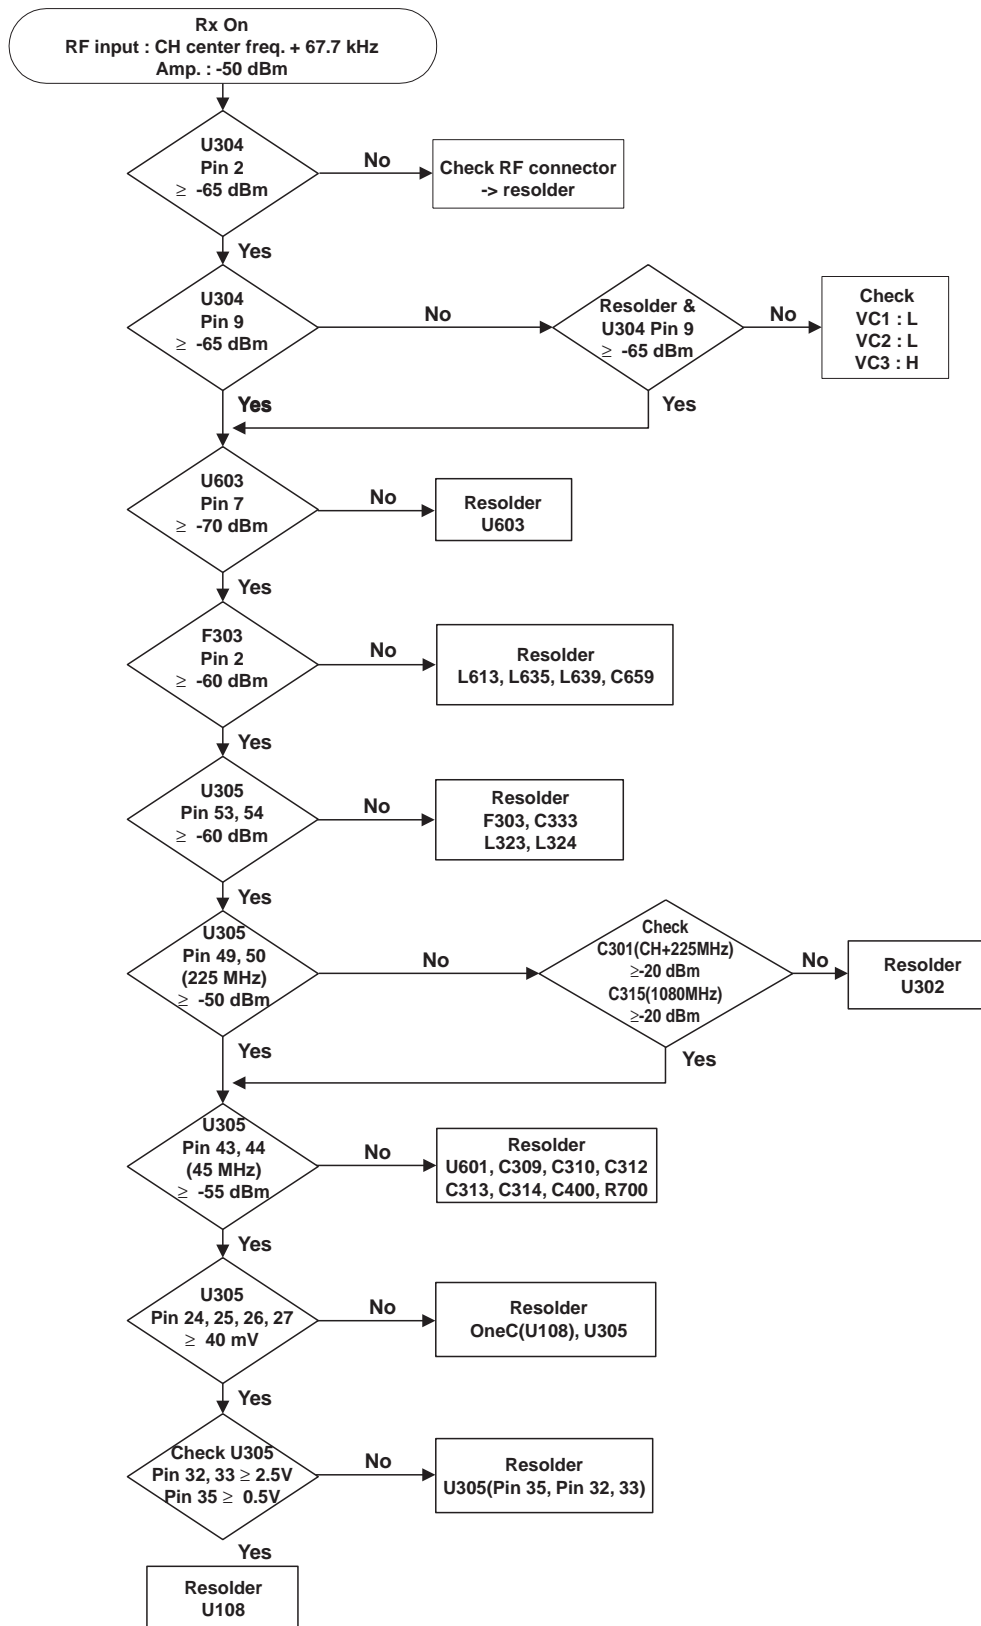 Rx On
RF input : CH center freq. + 67.7 kHz
Amp. : -50 dBm
U304
Pin 2
≥ -65 dBm
No
Check RF connector
-> resolder
Yes
U304
Pin 9
≥ -65 dBm
No
Resolder &
U304 Pin 9
≥ -65 dBm
No
Check
VC1 : L
VC2 : L
VC3 : H
Yes
Yes
U603
Pin 7
≥ -70 dBm
No
Resolder
U603
Yes
F303
Pin 2
≥ -60 dBm
No
Resolder
L613, L635, L639, C659
Yes
U305
Pin 53, 54
≥ -60 dBm
No
Resolder
F303, C333
L323, L324
Yes
U305
Pin 49, 50
(225 MHz)
≥ -50 dBm
No
Check
C301(CH+225MHz)
≥-20 dBm
C315(1080MHz)
≥-20 dBm
No
Resolder
U302
Yes
Yes
U305
Pin 43, 44
(45 MHz)
≥ -55 dBm
No
Resolder
U601, C309, C310, C312
C313, C314, C400, R700
Yes
U305
Pin 24, 25, 26, 27
≥ 40 mV
No
Resolder
OneC(U108), U305
Yes
Check U305
Pin 32, 33 ≥ 2.5V
Pin 35 ≥ 0.5V
No
Resolder
U305(Pin 35, Pin 32, 33)
Yes
Resolder
U108